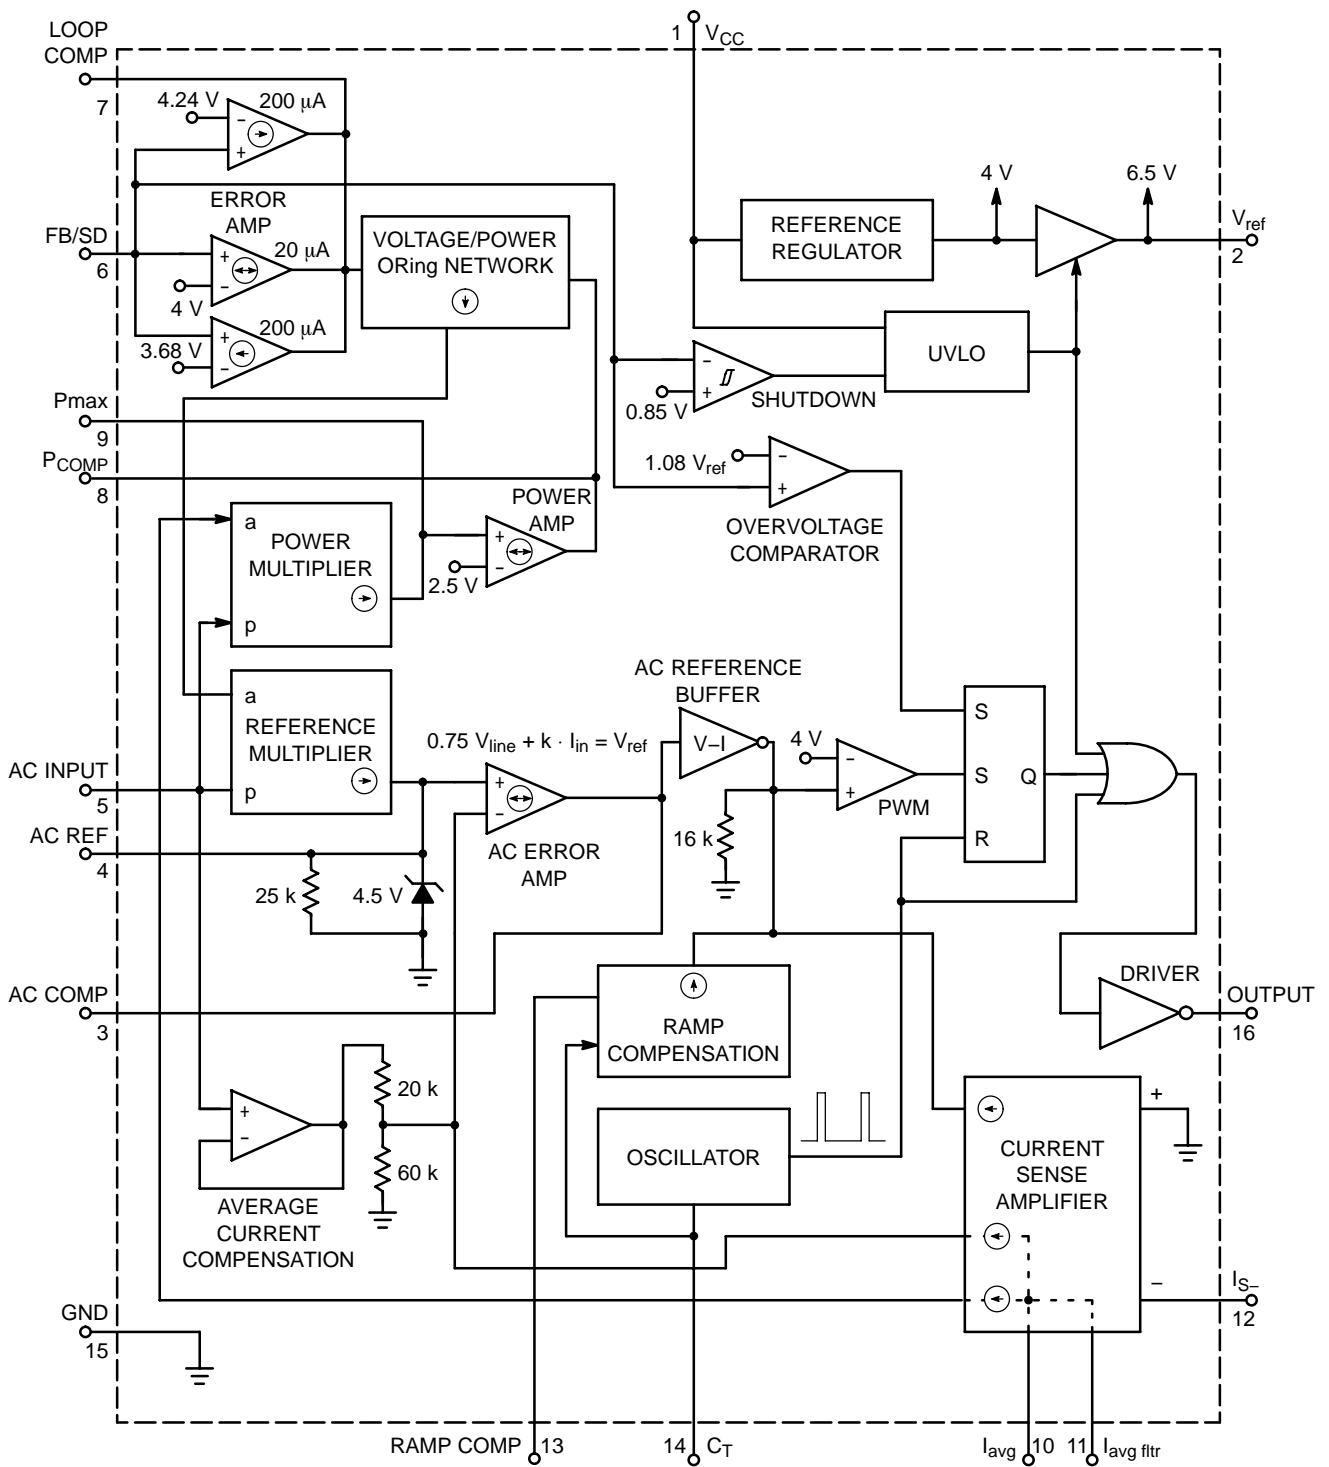 LOOP
COMP
7
4.24 V
200 μA
−
+
ERROR
AMP
FB/SD
6
+
20 μA
−
4 V
+
200 μA
3.68 V
−
VOLTAGE/POWER
ORing NETWORK
1
VCC
REFERENCE
REGULATOR
4 V
6.5 V
Vref
2
UVLO
−
+
0.85 V
SHUTDOWN
1.08 Vref
−
+
OVERVOLTAGE
COMPARATOR
Pmax
9
PCOMP
8
a
POWER
MULTIPLIER
p
POWER
AMP
+
−
2.5 V
a
REFERENCE
MULTIPLIER
p
AC INPUT
5
AC REF
4
25 k
4.5 V
0.75 Vline + k · Iin = Vref
+
−
AC ERROR
AMP
AC REFERENCE
BUFFER
V−I
16 k
4 V
−
+
PWM
S
S
Q
R
DRIVER
OUTPUT
16
AC COMP
3
RAMP
COMPENSATION
OSCILLATOR
+
−
20 k
60 k
AVERAGE
CURRENT
COMPENSATION
+
CURRENT
SENSE
AMPLIFIER
−
IS−
12
GND
15
RAMP COMP
13
14
CT
Iavg
10
11
Iavg fltr